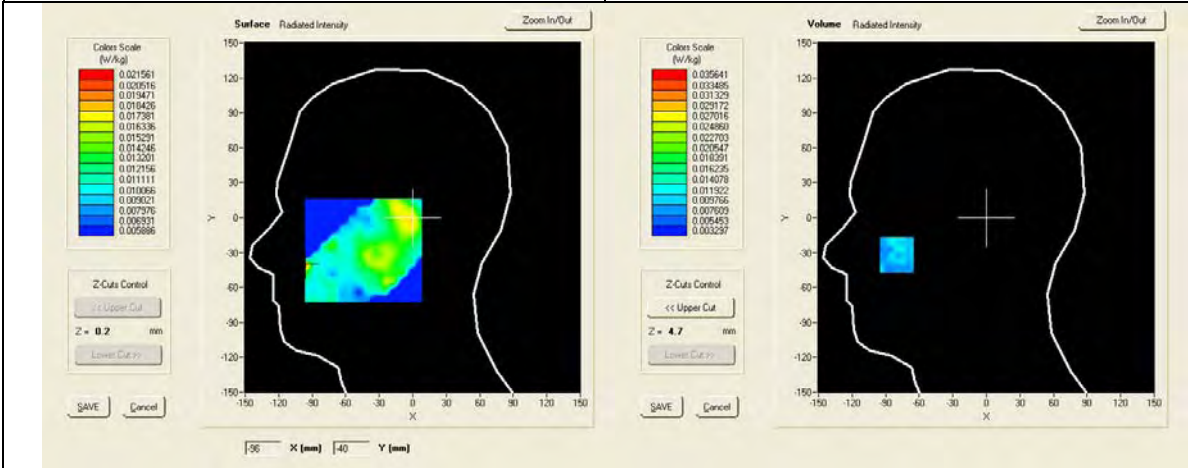 Surface Radiated Intensity
Zoom In/Out
Colors Scale
(W/kg)
0.021561
0.020516
0.019471
0.018426
0.017381
0.016336
0.015291
0.014246
0.013201
0.012156
0.011111
0.010066
0.009021
0.007976
0.006931
0.005886
150
120
90
60
30
0
-30
-60
-90
-120
-150
Y
-150 -120 -90 -60 -30 0 30 60 90 120 150
X
Z-Cuts Control
<< Upper Cut
Z = 0.2 mm
Lower Cut >>
SAVE Cancel
-96 X (mm) -40 Y (mm)
Volume Radiated Intensity
Zoom In/Out
Colors Scale
(W/kg)
0.035641
0.033485
0.031329
0.029172
0.027016
0.024860
0.022703
0.020547
0.018391
0.016235
0.014078
0.011922
0.009766
0.007609
0.005453
0.003297
150
120
90
60
30
0
-30
-60
-90
-120
-150
Y
-150 -120 -90 -60 -30 0 30 60 90 120 150
X
Z-Cuts Control
<< Upper Cut
Z = 4.7 mm
Lower Cut >>
SAVE Cancel